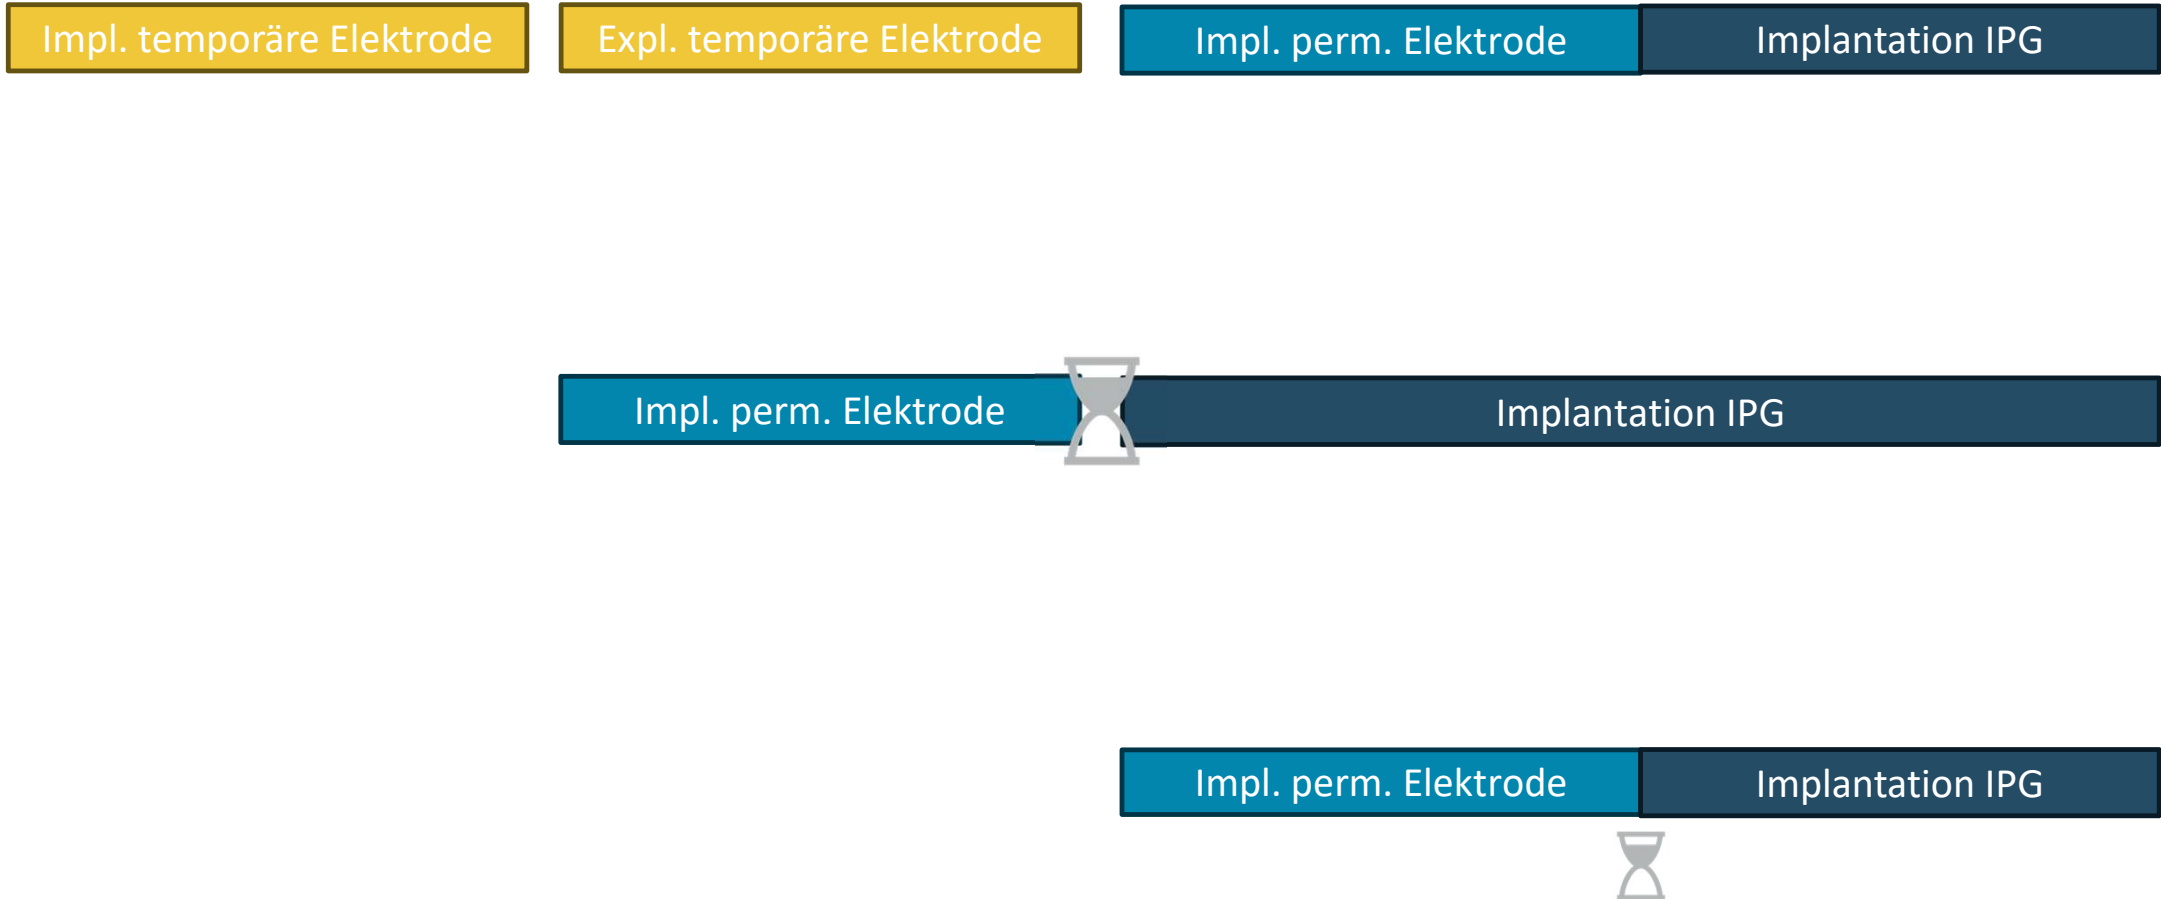 Impl. temporäre Elektrode
Expl. temporäre Elektrode
Impl. perm. Elektrode
Implantation IPG
Impl. perm. Elektrode
Implantation IPG
Impl. perm. Elektrode
Implantation IPG